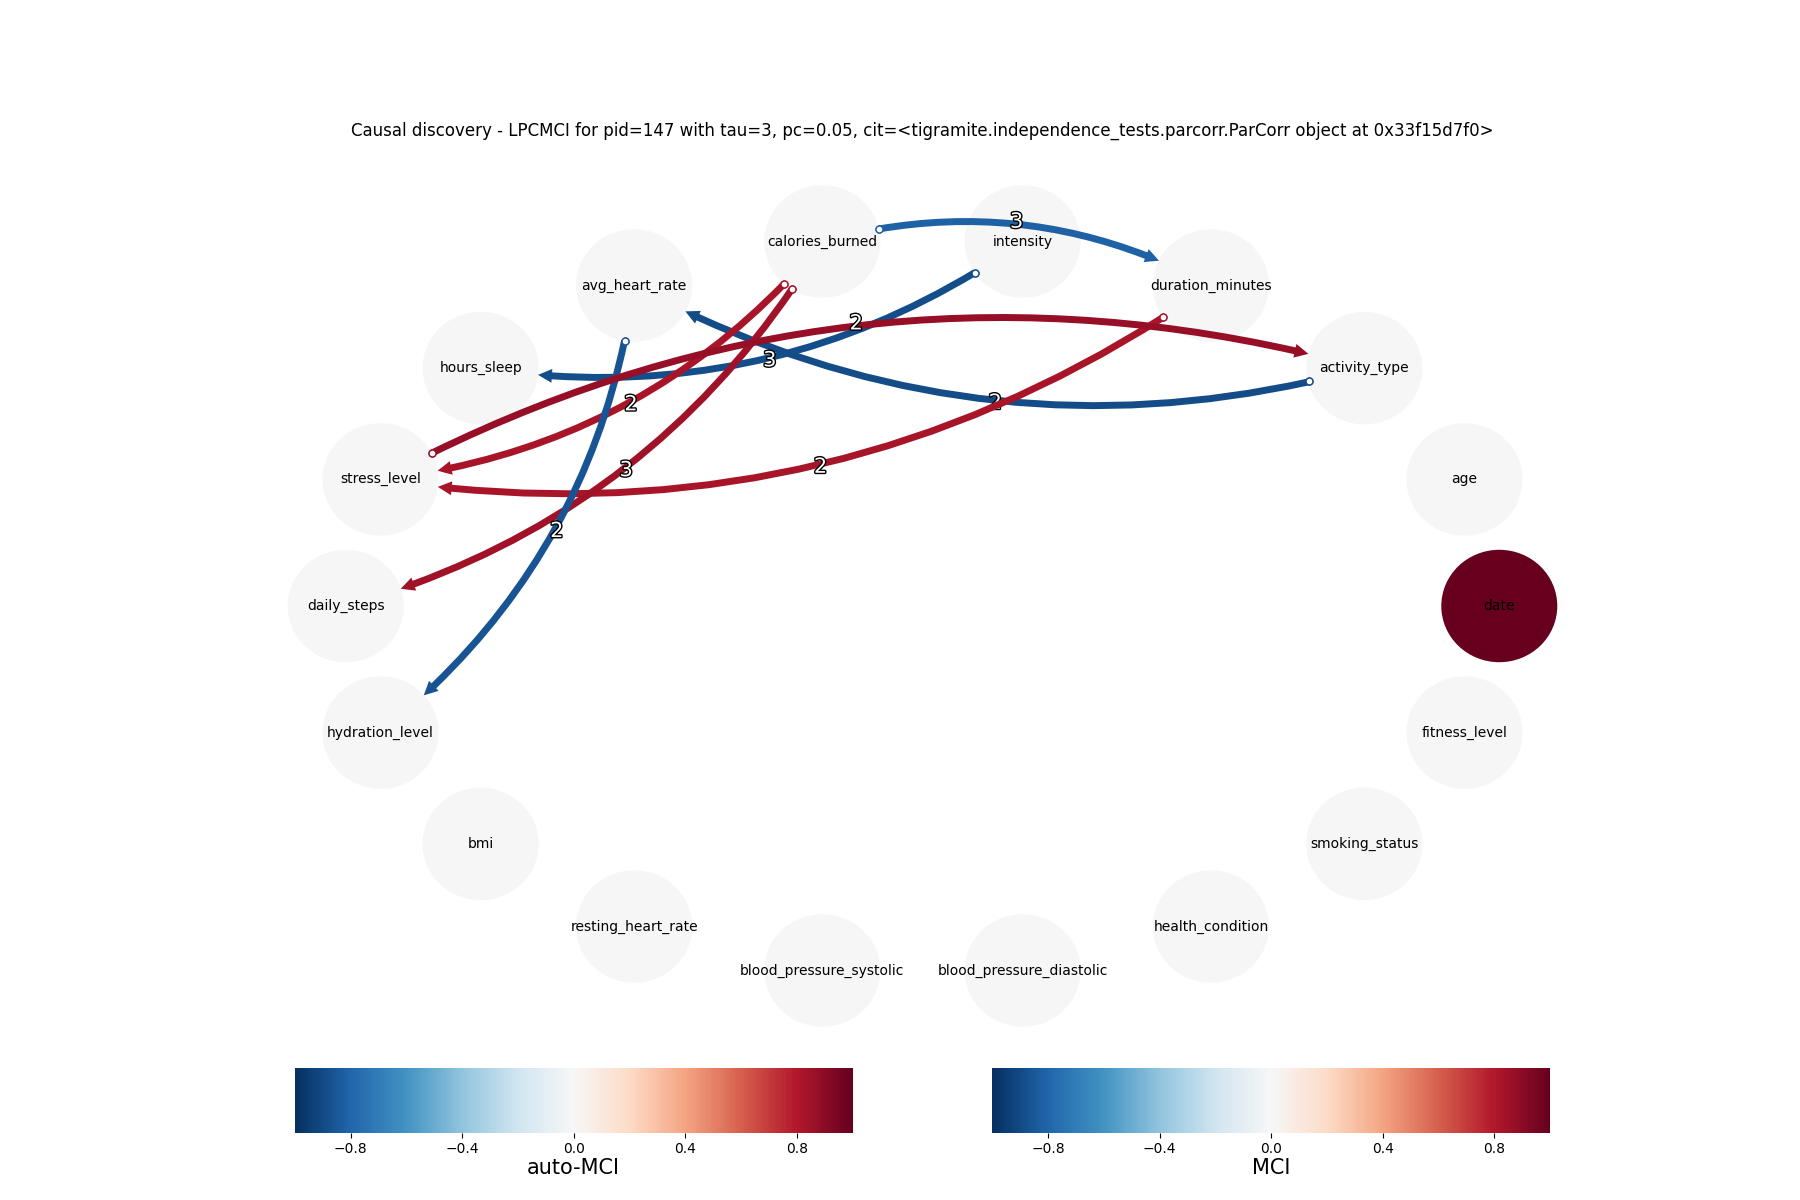 Causal discovery - LPCMCI for pid=147 with tau=3, pc=0.05, cit=<tigramite.independence_tests.parcorr.ParCorr object at 0x33f15d7f0>
3
calories_burned
intensity
avg_heart_rate
duration_minutes
2
3
hours_sleep
activity_type
2
2
3
2
stress_level
age
2
daily_steps
date
hydration_level
fitness_level
bmi
smoking_status
resting_heart_rate
health_condition
blood_pressure_systolic
blood_pressure_diastolic
−0.8 −0.4 0.0 0.4 0.8
auto-MCI
−0.8 −0.4 0.0 0.4 0.8
MCI